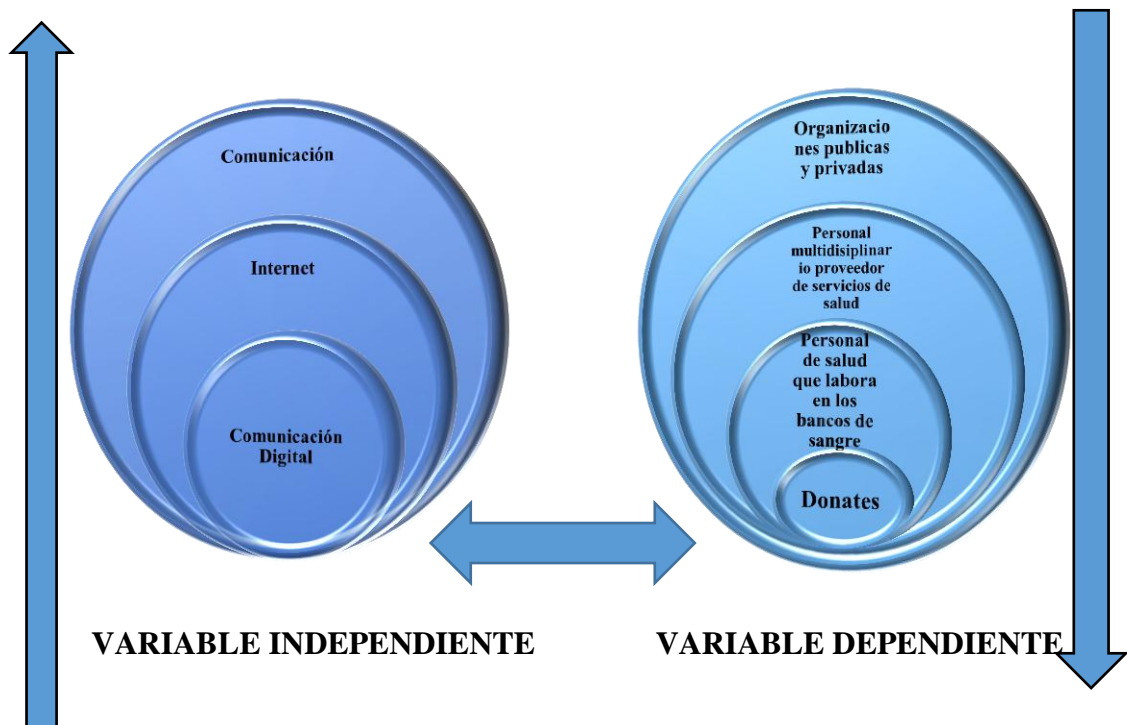 Comunicación
Internet
Comunicación
Digital
Organizacio
nes publicas
y privadas
Personal
multidisiplinar
io proveedor
de servicios de
salud
Personal
de salud
que labora
en los
bancos de
sangre
Donates
VARIABLE INDEPENDIENTE
VARIABLE DEPENDIENTE